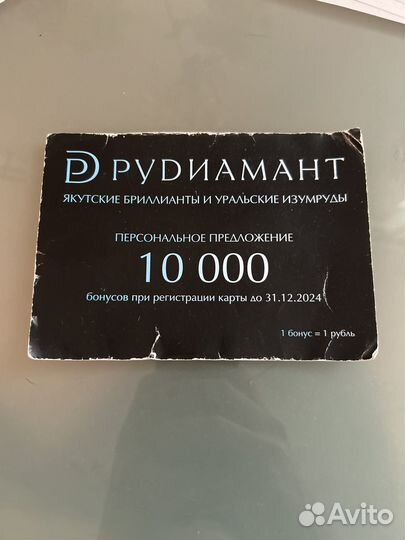 РУDИАМАНТ
ЯКУТСКИЕ БРИЛЛИАНТЫ И УРАЛЬСКИЕ ИЗУМРУДЫ
ПЕРСОНАЛЬНОЕ ПРЕДЛОЖЕНИЕ
10 000
бонусов при регистрации карты до 31.12.2024
1 бонус = 1 рубль
Avito